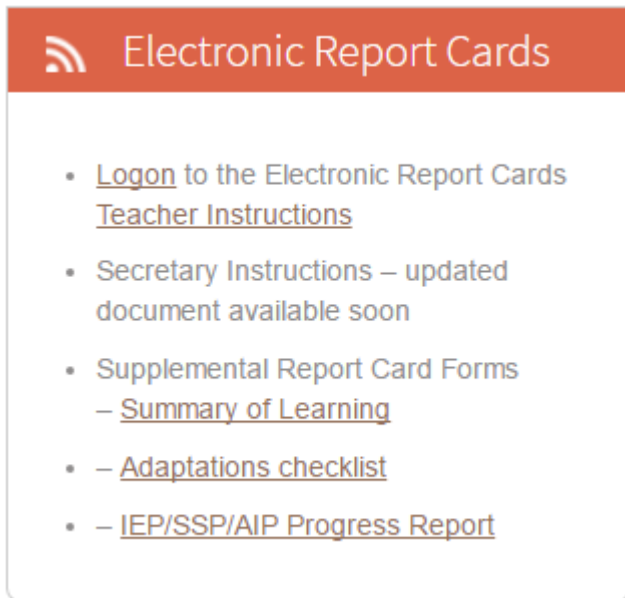 Electronic Report Cards
• Logon to the Electronic Report Cards
Teacher Instructions
• Secretary Instructions – updated
document available soon
• Supplemental Report Card Forms
– Summary of Learning
• – Adaptations checklist
• – IEP/SSP/AIP Progress Report